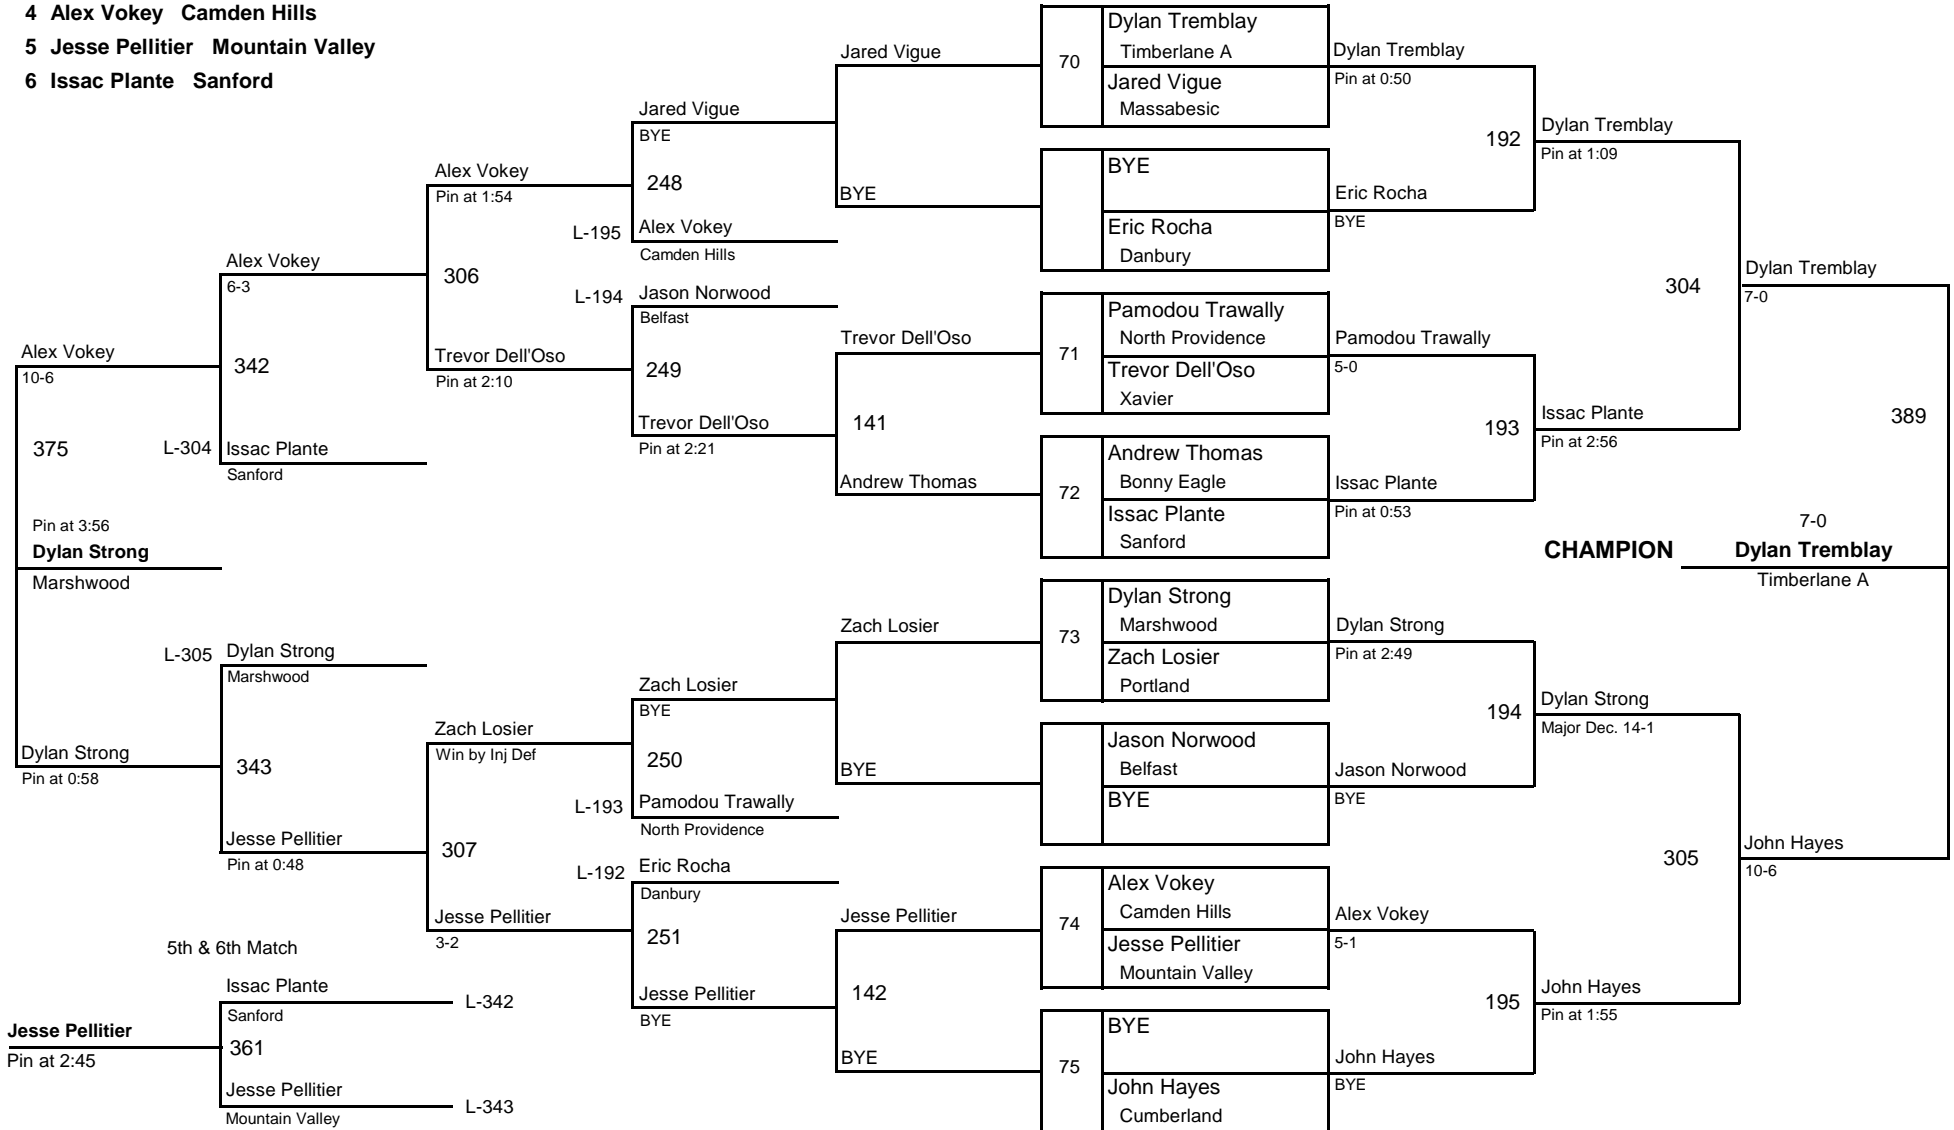 4 Alex Vokey Camden Hills
5 Jesse Pellitier Mountain Valley
6 Issac Plante Sanford
Alex Vokey
10-6
375
Pin at 3:56
Dylan Strong
Marshwood
Dylan Strong
Pin at 0:58
Alex Vokey
6-3
342
L-304 Issac Plante
Sanford
L-305 Dylan Strong
Marshwood
343
Jesse Pellitier
Pin at 0:48
5th & 6th Match
Issac Plante
L-342
Sanford
Jesse Pellitier
361
Pin at 2:45
Jesse Pellitier
L-343
Mountain Valley
Alex Vokey
Pin at 1:54
306
Trevor Dell'Oso
Pin at 2:10
Zach Losier
Win by Inj Def
307
Jesse Pellitier
3-2
Jared Vigue
BYE
248
L-195 Alex Vokey
Camden Hills
L-194 Jason Norwood
Belfast
249
Trevor Dell'Oso
Pin at 2:21
Zach Losier
BYE
250
L-193 Pamodou Trawally
North Providence
L-192 Eric Rocha
Danbury
251
Jesse Pellitier
BYE
Jared Vigue
BYE
Trevor Dell'Oso
141
Andrew Thomas
Zach Losier
BYE
Jesse Pellitier
142
BYE
70
Dylan Tremblay
Timberlane A
Jared Vigue
Massabesic
BYE
Eric Rocha
Danbury
71
Pamodou Trawally
North Providence
Trevor Dell'Oso
Xavier
72
Andrew Thomas
Bonny Eagle
Issac Plante
Sanford
73
Dylan Strong
Marshwood
Zach Losier
Portland
Jason Norwood
Belfast
BYE
74
Alex Vokey
Camden Hills
Jesse Pellitier
Mountain Valley
75
BYE
John Hayes
Cumberland
Dylan Tremblay
Pin at 0:50
192
Eric Rocha
BYE
Pamodou Trawally
5-0
193
Issac Plante
Pin at 0:53
Dylan Strong
Pin at 2:49
194
Jason Norwood
BYE
Alex Vokey
5-1
195
John Hayes
BYE
Dylan Tremblay
Pin at 1:09
304
Issac Plante
Pin at 2:56
Dylan Strong
Major Dec. 14-1
305
John Hayes
Pin at 1:55
Dylan Tremblay
7-0
389
7-0
CHAMPION Dylan Tremblay
Timberlane A
John Hayes
10-6